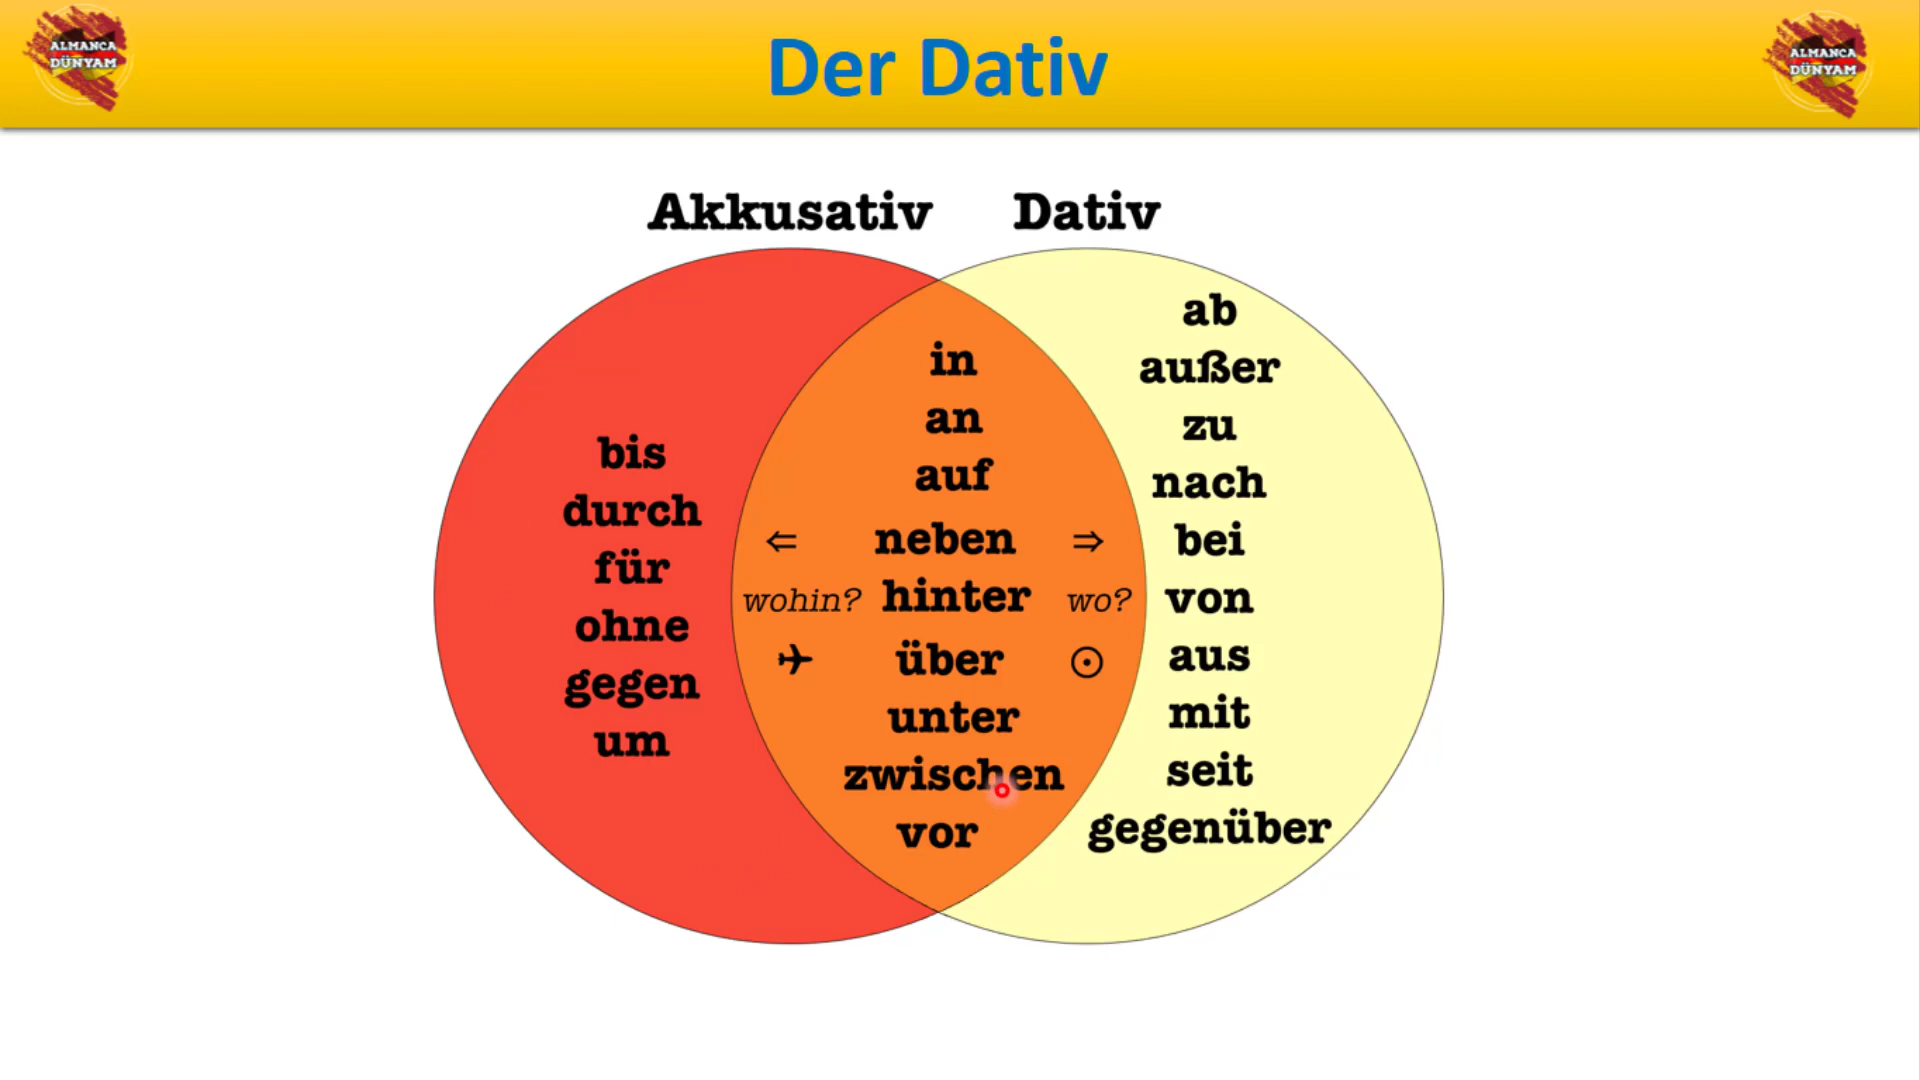 ALMANCA
DÜNYAM
Der Dativ
ALMANCA
DÜNYAM
Akkusativ
Dativ
bis
durch
für
ohne
gegen
um
in
an
auf
⇐ neben ⇒
wohin? hinter wo?
✈ über ⊙
unter
zwischen
vor
ab
außer
zu
nach
bei
von
aus
mit
seit
gegenüber